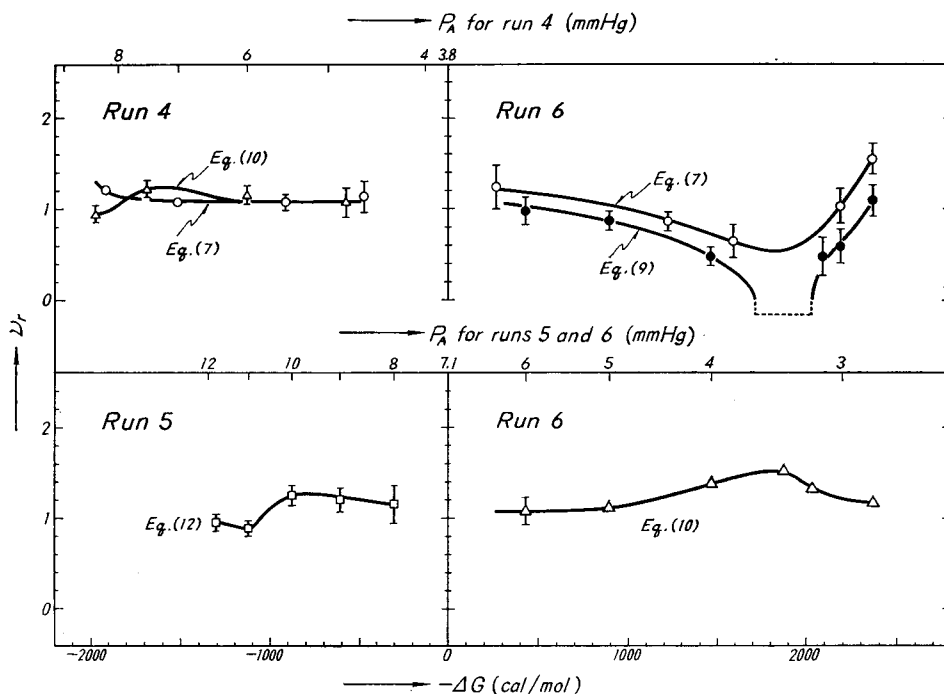 P_A for run 4 (mmHg)
8 6 4 3.8
Run 4
Run 6
2
1
0
Eq.(10)
Eq.(7)
Eq.(7)
Eq.(9)
ν_r
P_A for runs 5 and 6 (mmHg)
12 10 8 7.1 6 5 4 3
Run 5
Run 6
2
1
0
Eq.(12)
Eq.(10)
-2000 -1000 0 1000 2000
-ΔG (cal/mol)